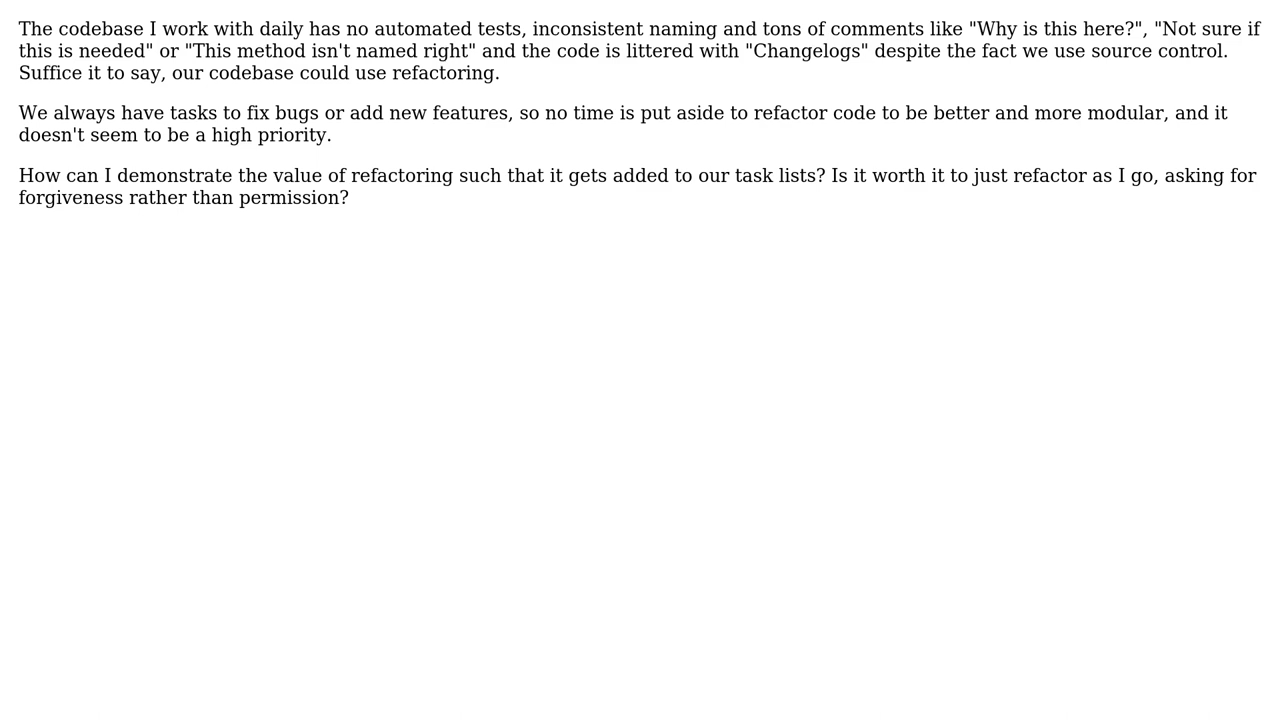 The codebase I work with daily has no automated tests, inconsistent naming and tons of comments like "Why is this here?", "Not sure if
this is needed" or "This method isn't named right" and the code is littered with "Changelogs" despite the fact we use source control.
Suffice it to say, our codebase could use refactoring.
We always have tasks to fix bugs or add new features, so no time is put aside to refactor code to be better and more modular, and it
doesn't seem to be a high priority.
How can I demonstrate the value of refactoring such that it gets added to our task lists? Is it worth it to just refactor as I go, asking for
forgiveness rather than permission?